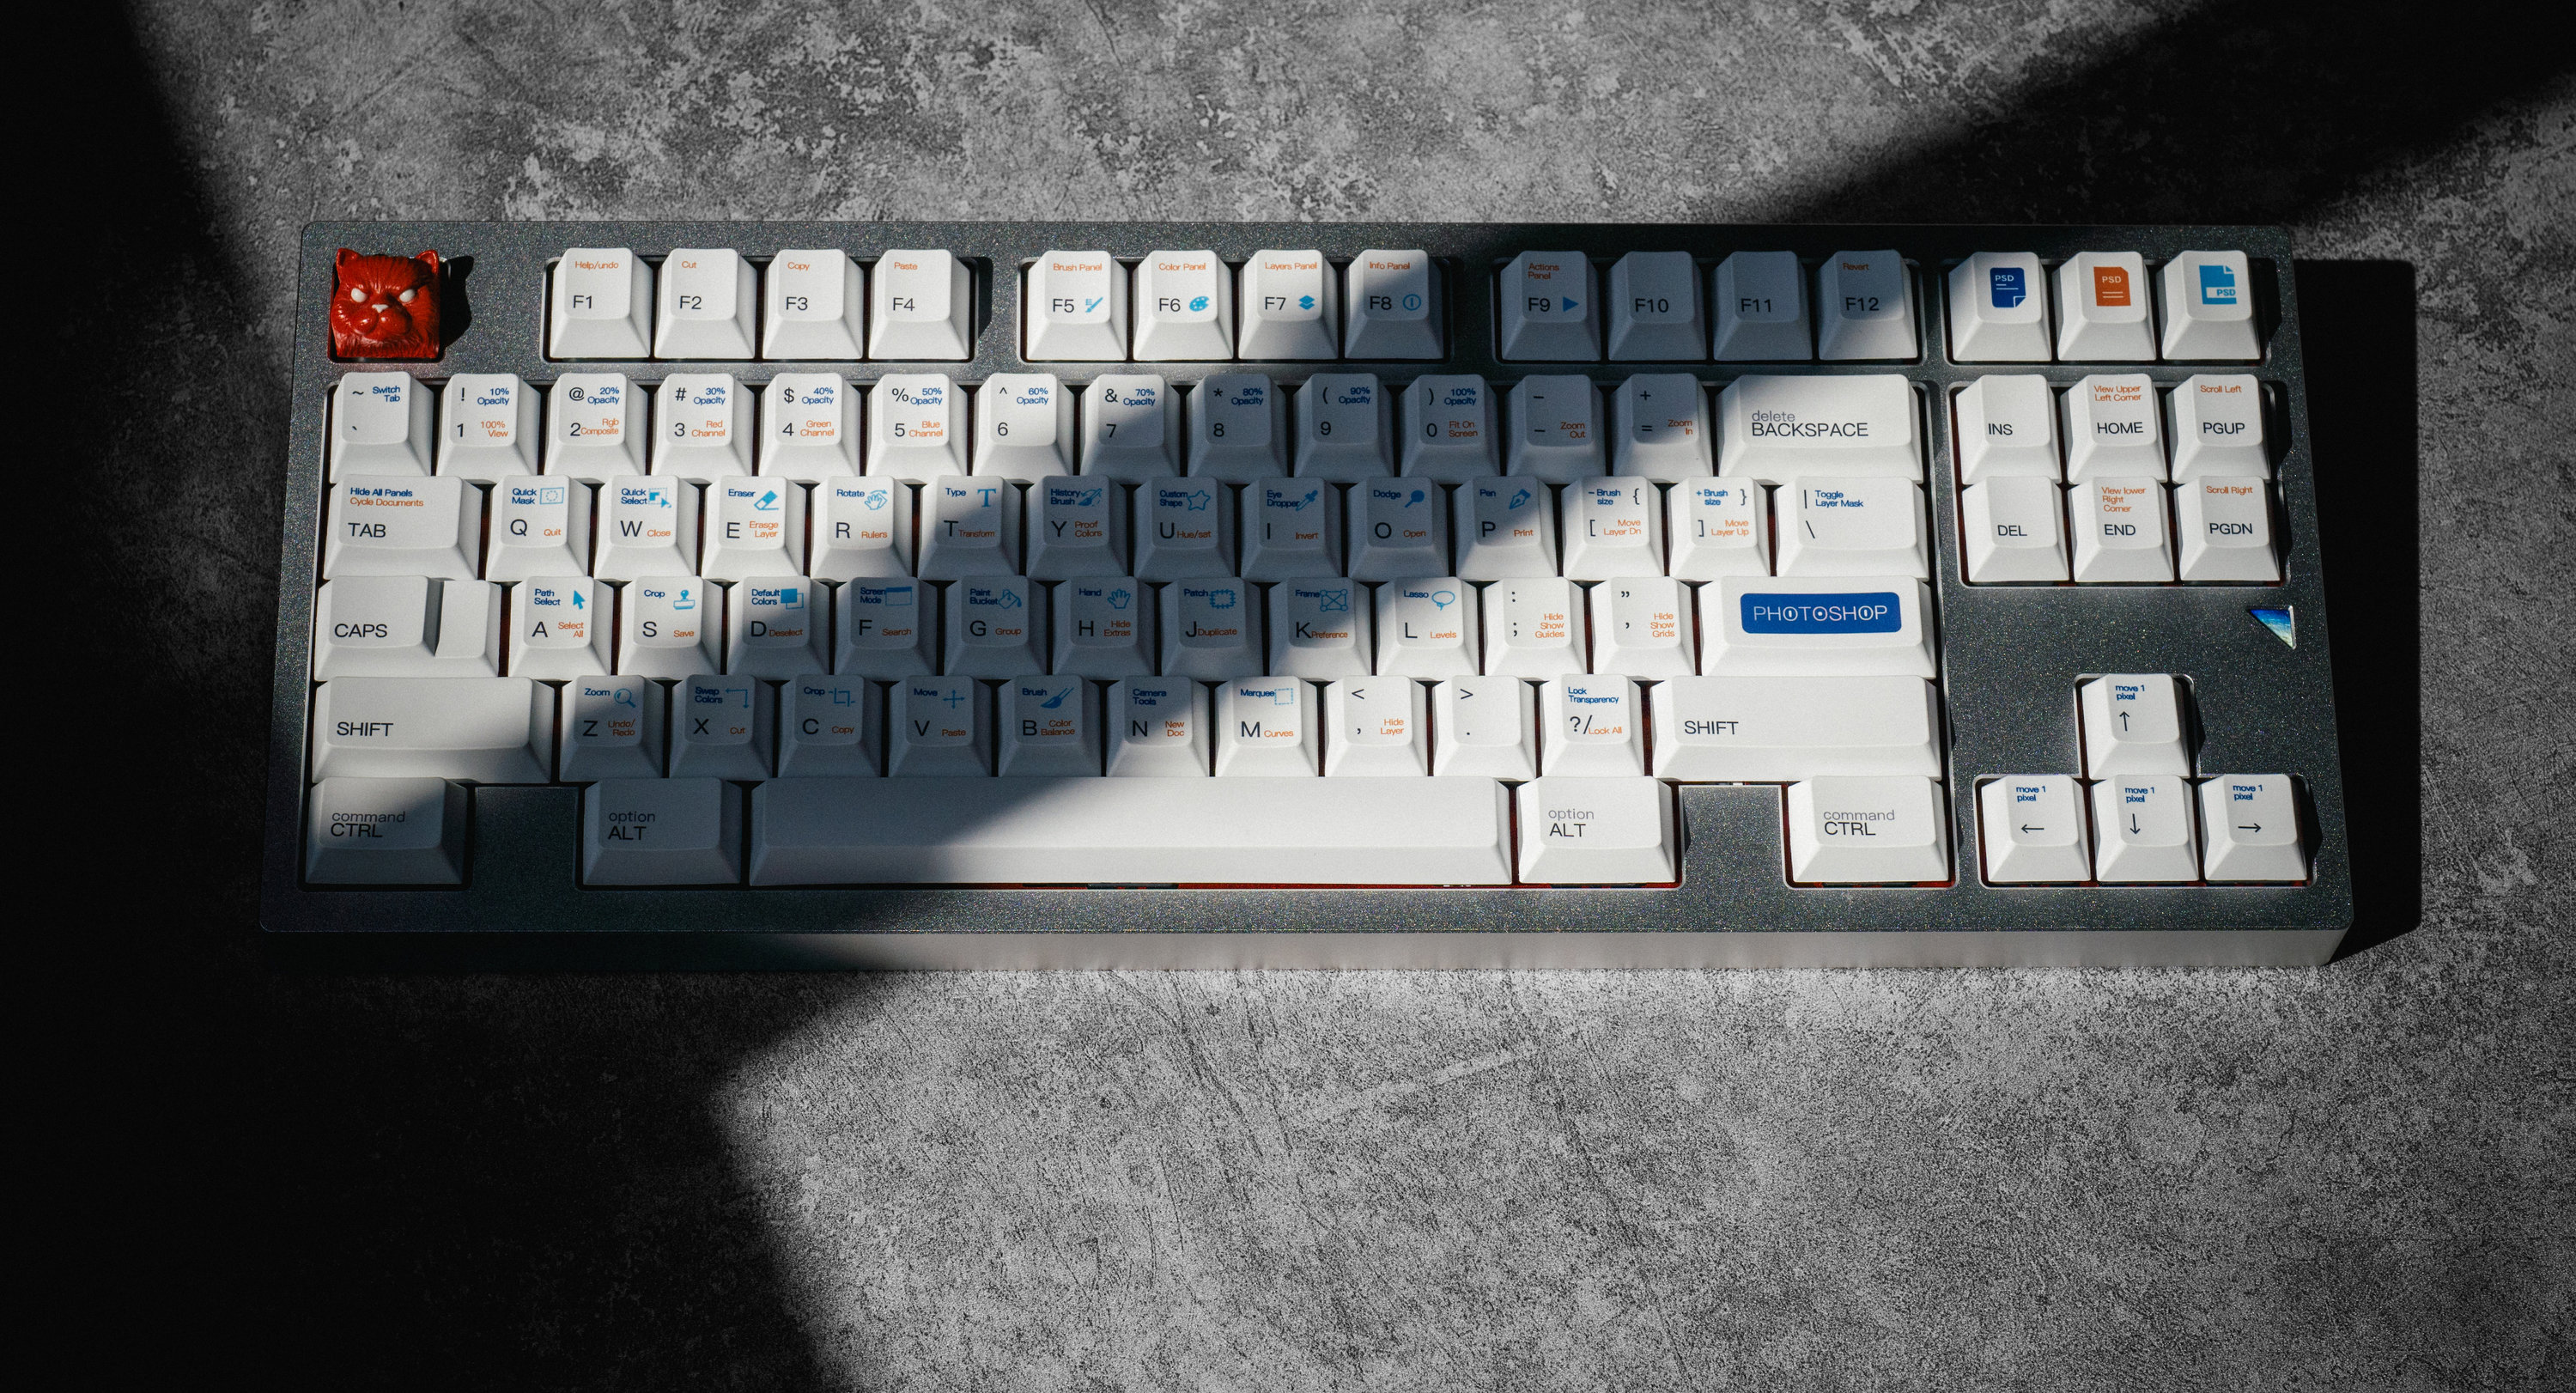 Help/undo
F1
Cut
F2
Copy
F3
Paste
F4
Brush Panel
F5
Color Panel
F6
Layers Panel
F7
Info Panel
F8
Actions
Panel
F9
F10
F11
Revert
F12
PSD
PSD
PSD
~ Switch
Tab
`
! 10%
Opacity
1 100%
View
@ 20%
Opacity
2 Rgb
Composite
# 30%
Opacity
3 Red
Channel
$ 40%
Opacity
4 Green
Channel
% 50%
Opacity
5 Blue
Channel
^ 60%
Opacity
6
& 70%
Opacity
7
* 80%
Opacity
8
( 90%
Opacity
9
) 100%
Opacity
0 Fit On
Screen
-
- Zoom
Out
+
= Zoom
In
delete
BACKSPACE
INS
View Upper
Left Corner
HOME
Scroll Left
PGUP
Hide All Panels
Cycle Documents
TAB
Quick
Mask
Q Quit
Quick
Select
W Close
Eraser
E Erasge
Layer
Rotate
R Rulers
Type T
T Transform
History
Brush
Y Proof
Colors
Custom
Shape
U Hue/sat
Eye
Dropper
I Invert
Dodge
O Open
Pen
P Print
- Brush
size {
[ Move
Layer Dn
+ Brush
size }
] Move
Layer Up
| Toggle
Layer Mask
\
DEL
View lower
Right
Corner
END
Scroll Right
PGDN
CAPS
Path
Select
A Select
All
Crop
S Save
Default
Colors
D Deselect
Screen
Mode
F Search
Paint
Bucket
G Group
Hand
H Hide
Extras
Patch
J Duplicate
Frame
K Preference
Lasso
L Levels
:
; Hide
Show
Guides
”
, Hide
Show
Grids
PHOTOSHOP
SHIFT
Zoom
Z Undo/
Redo
Swap
Colors
X Cut
Crop
C Copy
Move
V Paste
Brush
B Color
Balance
Camera
Tools
N New
Doc
Marquee
M Curves
<
, Hide
Layer
>
.
Lock
Transparency
?/ Lock All
SHIFT
move 1
pixel
↑
command
CTRL
option
ALT
option
ALT
command
CTRL
move 1
pixel
←
move 1
pixel
↓
move 1
pixel
→